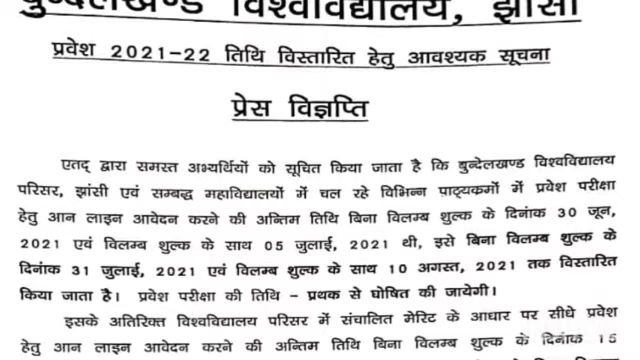 बुन्देलखण्ड विश्वविद्यालय, झाँसी
प्रवेश 2021-22 तिथि विस्तारित हेतु आवश्यक सूचना
प्रेस विज्ञप्ति
एतद् द्वारा समस्त अभ्यर्थियों को सूचित किया जाता है कि बुन्देलखण्ड विश्वविद्यालय
परिसर, झांसी एवं सम्बद्ध महाविद्यालयों में चल रहे विभिन्न पाठ्यकमों में प्रवेश परीक्षा
हेतु आन लाइन आवेदन करने की अन्तिम तिथि बिना विलम्ब शुल्क के दिनांक 30 जून,
2021 एवं विलम्ब शुल्क के साथ 05 जुलाई, 2021 थी, इसे बिना विलम्ब शुल्क के
दिनांक 31 जुलाई, 2021 एवं विलम्ब शुल्क के साथ 10 अगस्त, 2021 तक विस्तारित
किया जाता है। प्रवेश परीक्षा की तिथि – प्रथक से घोषित की जायेगी।
इसके अतिरिक्त विश्वविद्यालय परिसर में संचालित मेरिट के आधार पर सीधे प्रवेश
हेतु आन लाइन आवेदन करने की अन्तिम तिथि बिना विलम्ब शुल्क के दिनांक 15